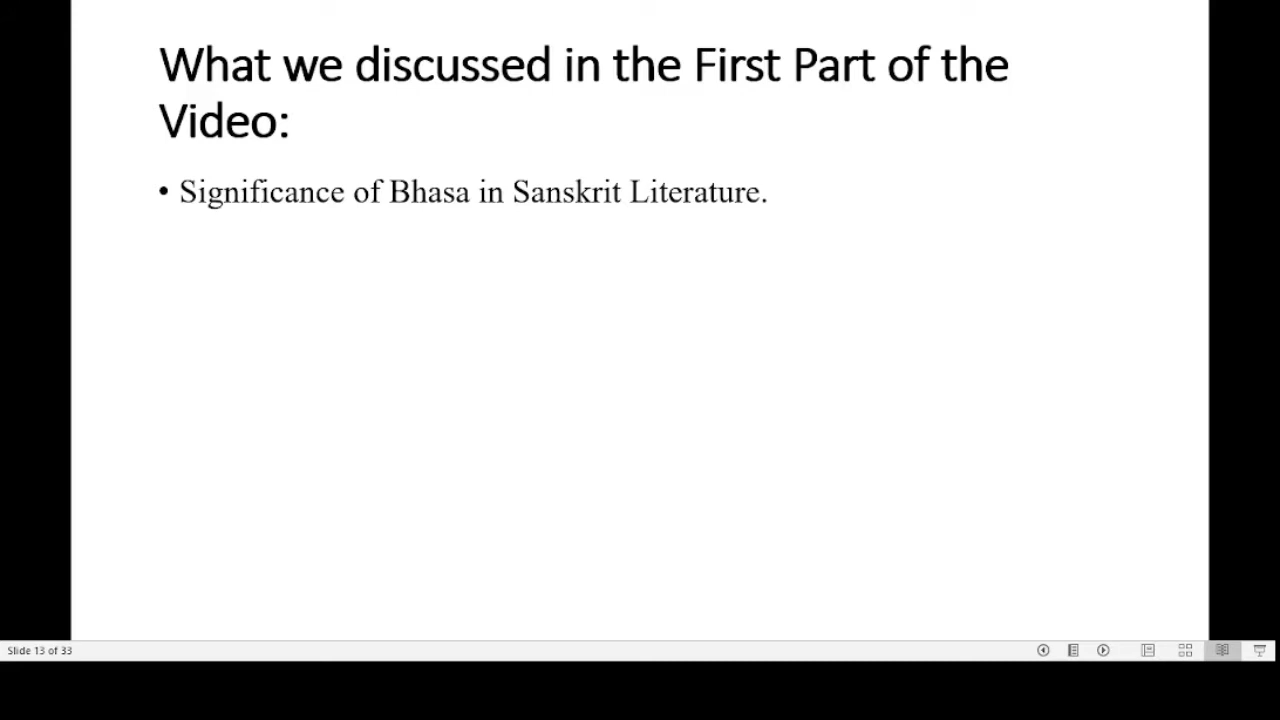 What we discussed in the First Part of the
Video:
• Significance of Bhasa in Sanskrit Literature.
Slide 13 of 33